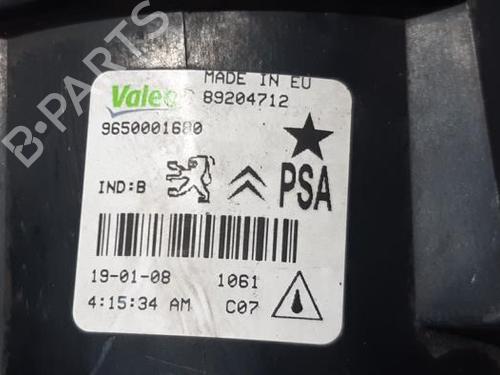 MADE IN EU
Valeo 89204712
9650001680
IND:B
PSA
19-01-08 1061
4:15:34 AM C07
B-PARTS